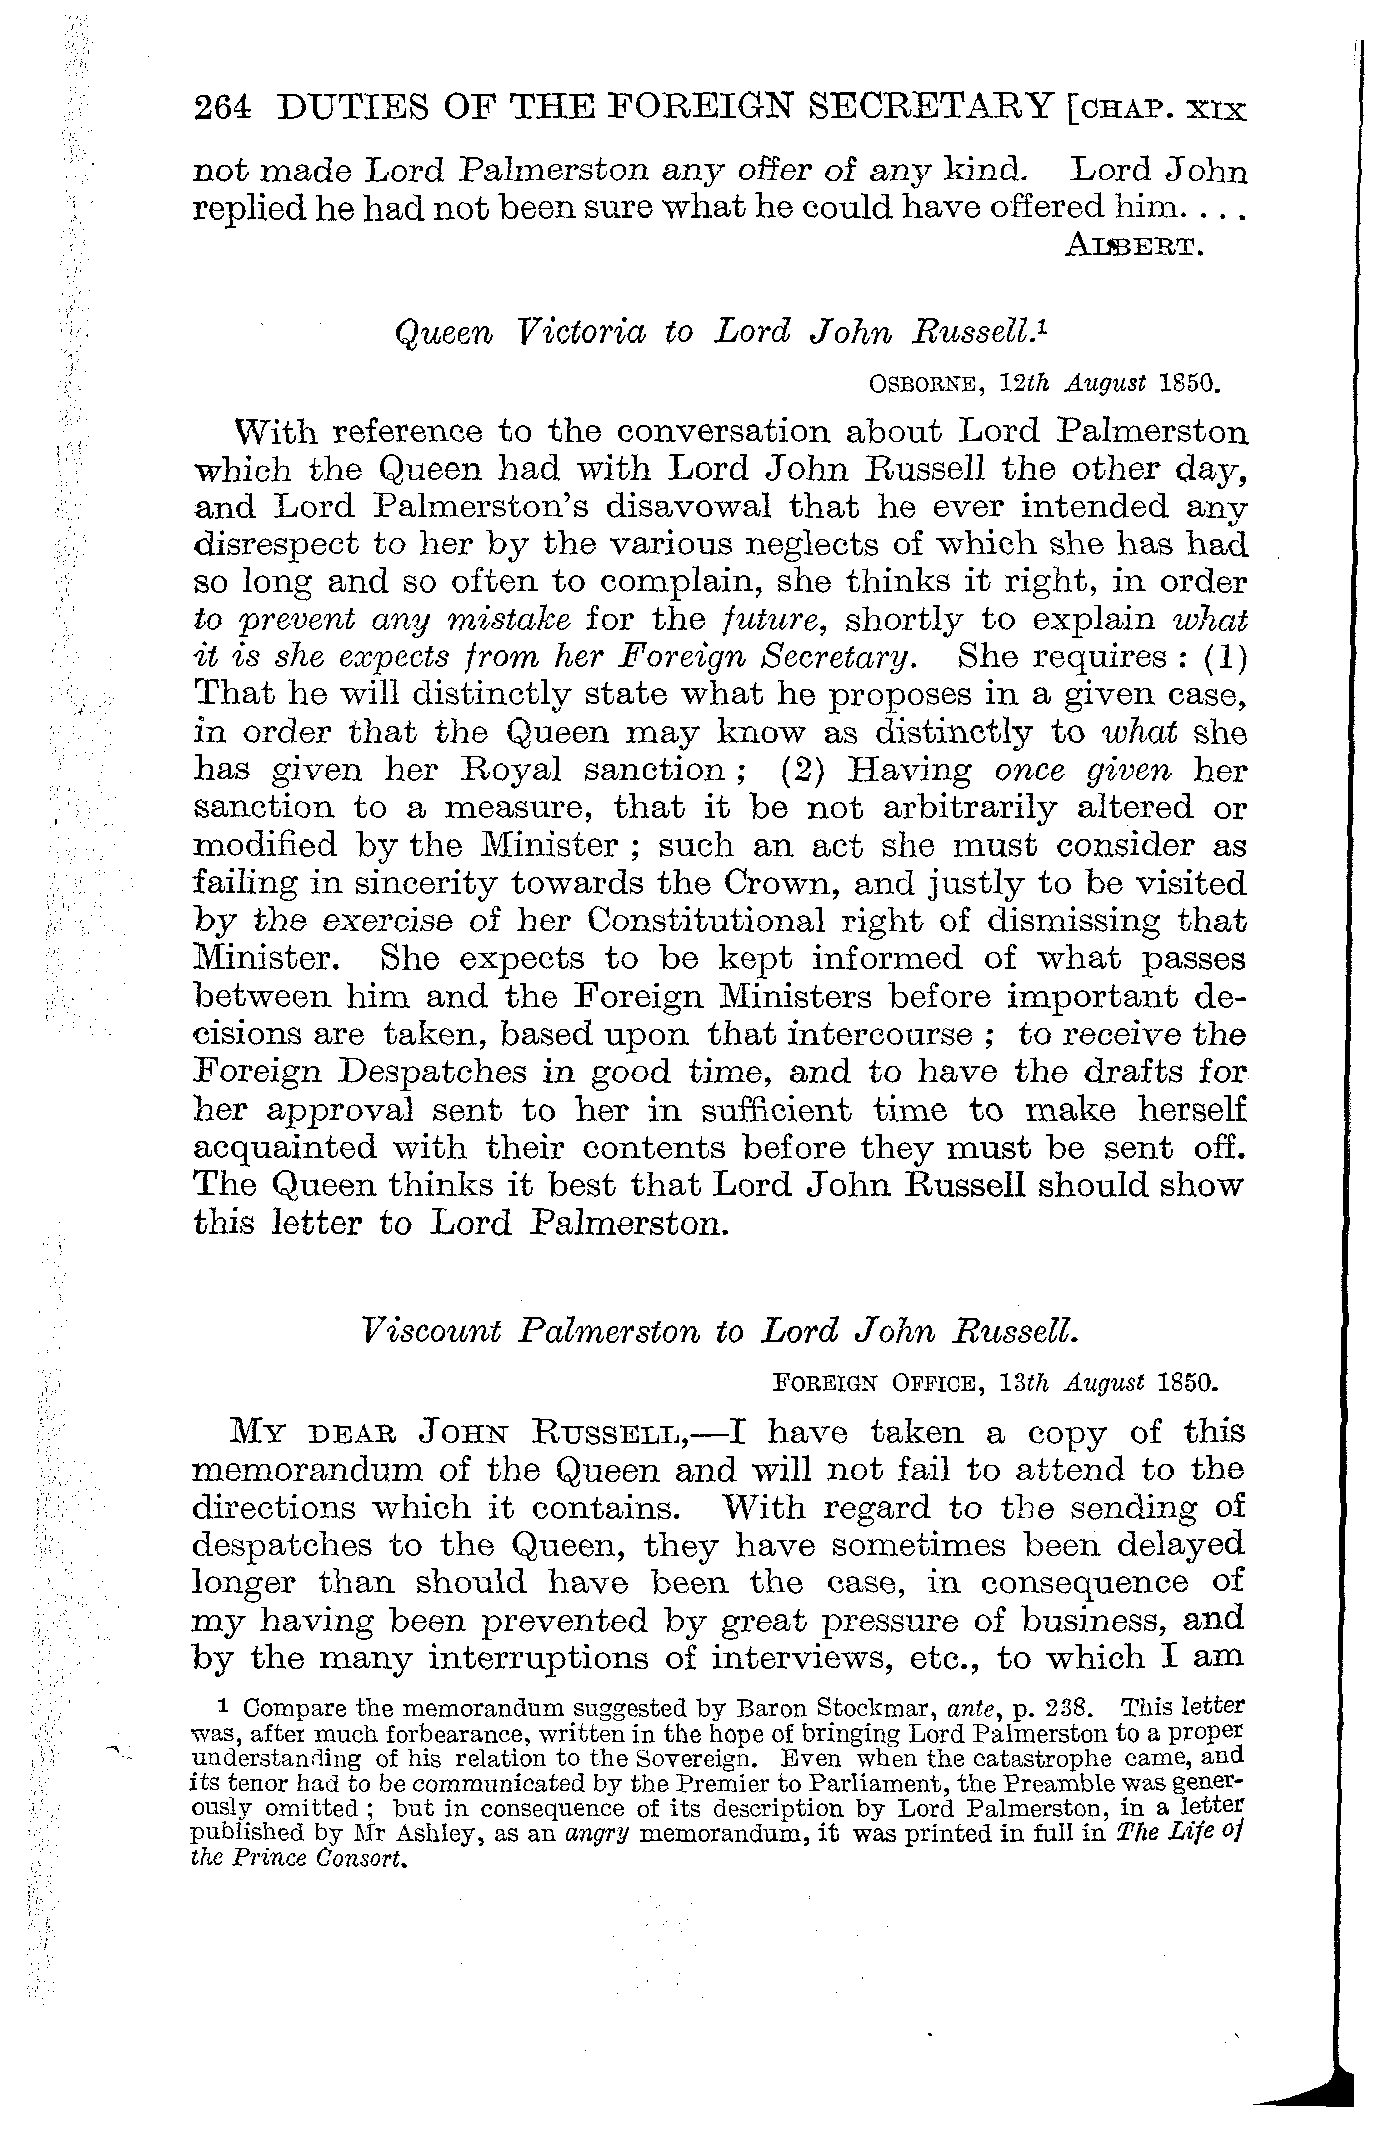 264 DUTIES OF THE FOREIGN SECRETARY [CHAP. XIX
not made Lord Palmerston any offer of any kind. Lord John
replied he had not been sure what he could have offered him. . . .
ALBERT.
Queen Victoria to Lord John Russell.¹
OSBORNE, 12th August 1850.
With reference to the conversation about Lord Palmerston
which the Queen had with Lord John Russell the other day,
and Lord Palmerston's disavowal that he ever intended any
disrespect to her by the various neglects of which she has had
so long and so often to complain, she thinks it right, in order
to prevent any mistake for the future, shortly to explain what
it is she expects from her Foreign Secretary. She requires : (1)
That he will distinctly state what he proposes in a given case,
in order that the Queen may know as distinctly to what she
has given her Royal sanction ; (2) Having once given her
sanction to a measure, that it be not arbitrarily altered or
modified by the Minister ; such an act she must consider as
failing in sincerity towards the Crown, and justly to be visited
by the exercise of her Constitutional right of dismissing that
Minister. She expects to be kept informed of what passes
between him and the Foreign Ministers before important de-
cisions are taken, based upon that intercourse ; to receive the
Foreign Despatches in good time, and to have the drafts for
her approval sent to her in sufficient time to make herself
acquainted with their contents before they must be sent off.
The Queen thinks it best that Lord John Russell should show
this letter to Lord Palmerston.
Viscount Palmerston to Lord John Russell.
FOREIGN OFFICE, 13th August 1850.
MY DEAR JOHN RUSSELL,—I have taken a copy of this
memorandum of the Queen and will not fail to attend to the
directions which it contains. With regard to the sending of
despatches to the Queen, they have sometimes been delayed
longer than should have been the case, in consequence of
my having been prevented by great pressure of business, and
by the many interruptions of interviews, etc., to which I am
1 Compare the memorandum suggested by Baron Stockmar, ante, p. 238. This letter
was, after much forbearance, written in the hope of bringing Lord Palmerston to a proper
understanding of his relation to the Sovereign. Even when the catastrophe came, and
its tenor had to be communicated by the Premier to Parliament, the Preamble was gener-
ously omitted ; but in consequence of its description by Lord Palmerston, in a letter
published by Mr Ashley, as an angry memorandum, it was printed in full in The Life of
the Prince Consort.